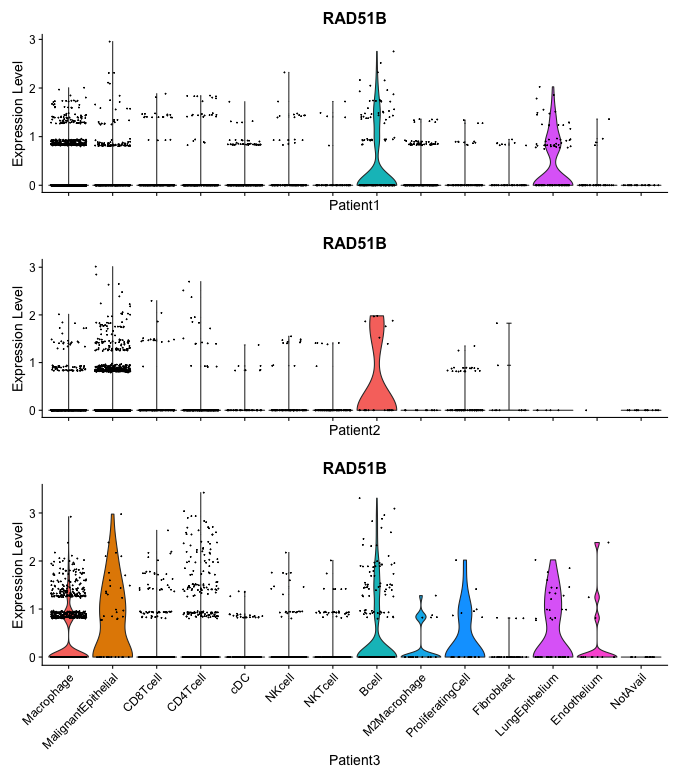 RAD51B
Expression Level
3
2
1
0
Patient1
RAD51B
Expression Level
3
2
1
0
Patient2
RAD51B
Expression Level
3
2
1
0
Macrophage
MalignantEpithelial
CD8Tcell
CD4Tcell
cDC
NKcell
NKTcell
Bcell
M2Macrophage
ProliferatingCell
Fibroblast
LungEpithelium
Endothelium
NotAvail
Patient3